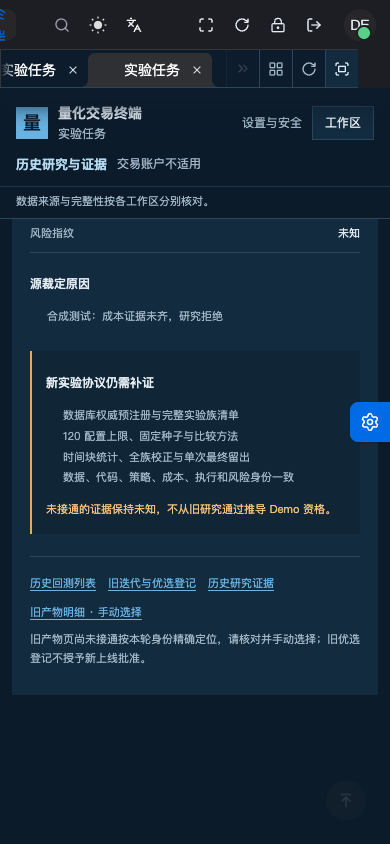 DE
实验任务
实验任务
量
量化交易终端
实验任务
设置与安全
工作区
历史研究与证据 交易账户不适用
数据来源与完整性按各工作区分别核对。
风险指纹 未知
源裁定原因
合成测试：成本证据未齐，研究拒绝
新实验协议仍需补证
数据库权威预注册与完整实验族清单
120 配置上限、固定种子与比较方法
时间块统计、全族校正与单次最终留出
数据、代码、策略、成本、执行和风险身份一致
未接通的证据保持未知，不从旧研究通过推导 Demo 资格。
历史回测列表 旧迭代与优选登记 历史研究证据
旧产物明细 · 手动选择
旧产物页尚未接通按本轮身份精确定位，请核对并手动选择；旧优选
登记不授予新上线批准。